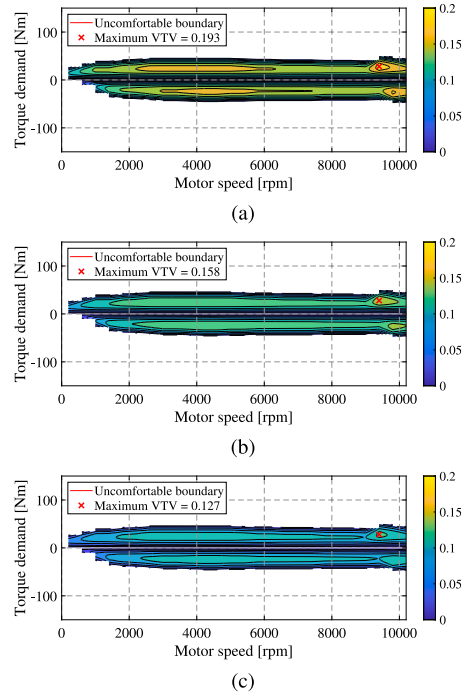 Uncomfortable boundary
Maximum VTV = 0.193
Torque demand [Nm]
100
0
-100
0 2000 4000 6000 8000 10000
Motor speed [rpm]
0.2
0.15
0.1
0.05
0
(a)
Uncomfortable boundary
Maximum VTV = 0.158
Torque demand [Nm]
100
0
-100
0 2000 4000 6000 8000 10000
Motor speed [rpm]
0.2
0.15
0.1
0.05
0
(b)
Uncomfortable boundary
Maximum VTV = 0.127
Torque demand [Nm]
100
0
-100
0 2000 4000 6000 8000 10000
Motor speed [rpm]
0.2
0.15
0.1
0.05
0
(c)